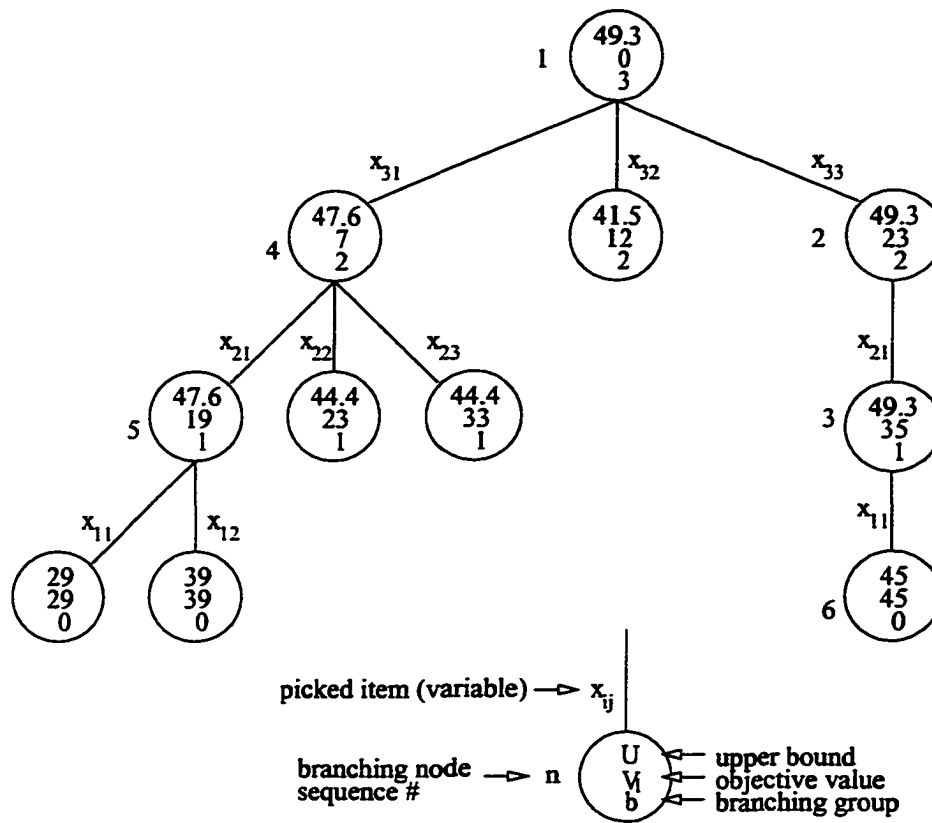 49.3
0
3
1
x31
x32
x33
47.6
7
2
4
41.5
12
2
49.3
23
2
2
x21
x22
x23
x21
47.6
19
1
5
44.4
23
1
44.4
33
1
49.3
35
1
3
x11
x12
x11
29
29
0
39
39
0
45
45
0
6
picked item (variable) → xij
branching node
sequence # → n
U ← upper bound
V1 ← objective value
b ← branching group